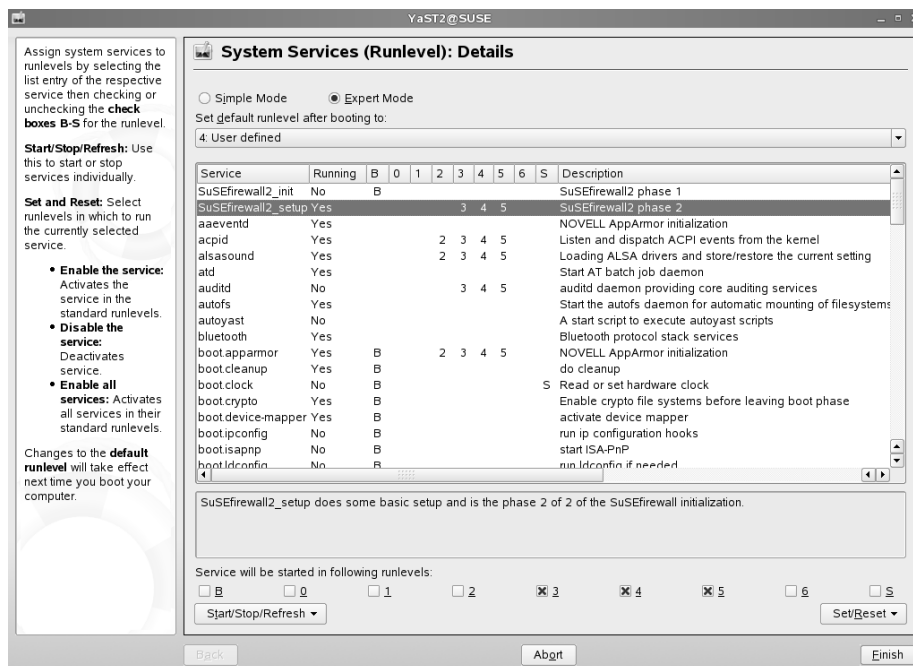 YaST2@SUSE
Assign system services to
runlevels by selecting the
list entry of the respective
service then checking or
unchecking the check
boxes B-S for the runlevel.
Start/Stop/Refresh: Use
this to start or stop
services individually.
Set and Reset: Select
runlevels in which to run
the currently selected
service.
• Enable the service:
Activates the
service in the
standard runlevels.
• Disable the
service:
Deactivates
service.
• Enable all
services: Activates
all services in their
standard runlevels.
Changes to the default
runlevel will take effect
next time you boot your
computer.
System Services (Runlevel): Details
Simple Mode Expert Mode
Set default runlevel after booting to:
4: User defined
Service Running B 0 1 2 3 4 5 6 S Description
SuSEfirewall2_init No B SuSEfirewall2 phase 1
SuSEfirewall2_setup Yes 3 4 5 SuSEfirewall2 phase 2
aaeventd Yes NOVELL AppArmor initialization
acpid Yes 2 3 4 5 Listen and dispatch ACPI events from the kernel
alsasound Yes 2 3 4 5 Loading ALSA drivers and store/restore the current setting
atd Yes Start AT batch job daemon
auditd No 3 4 5 auditd daemon providing core auditing services
autofs Yes Start the autofs daemon for automatic mounting of filesystems
autoyast No A start script to execute autoyast scripts
bluetooth Yes Bluetooth protocol stack services
boot.apparmor Yes B 2 3 4 5 NOVELL AppArmor initialization
boot.cleanup Yes B do cleanup
boot.clock No B S Read or set hardware clock
boot.crypto Yes B Enable crypto file systems before leaving boot phase
boot.device-mapper Yes B activate device mapper
boot.ipconfig No B run ip configuration hooks
boot.isapnp No B start ISA-PnP
boot.ldconfig No B run ldconfig if needed
SuSEfirewall2_setup does some basic setup and is the phase 2 of 2 of the SuSEfirewall initialization.
Service will be started in following runlevels:
B 0 1 2 3 4 5 6 S
Start/Stop/Refresh Set/Reset
Back Abort Finish